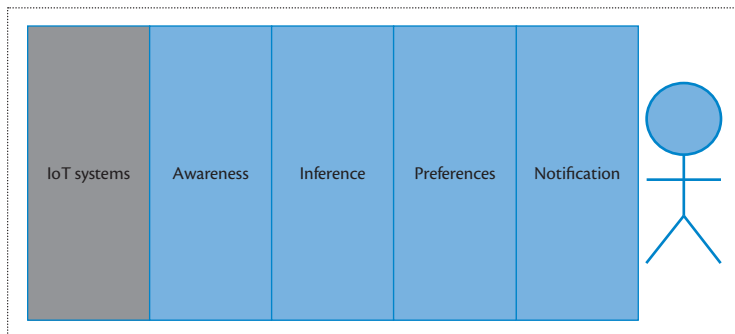 IoT systems
Awareness
Inference
Preferences
Notification